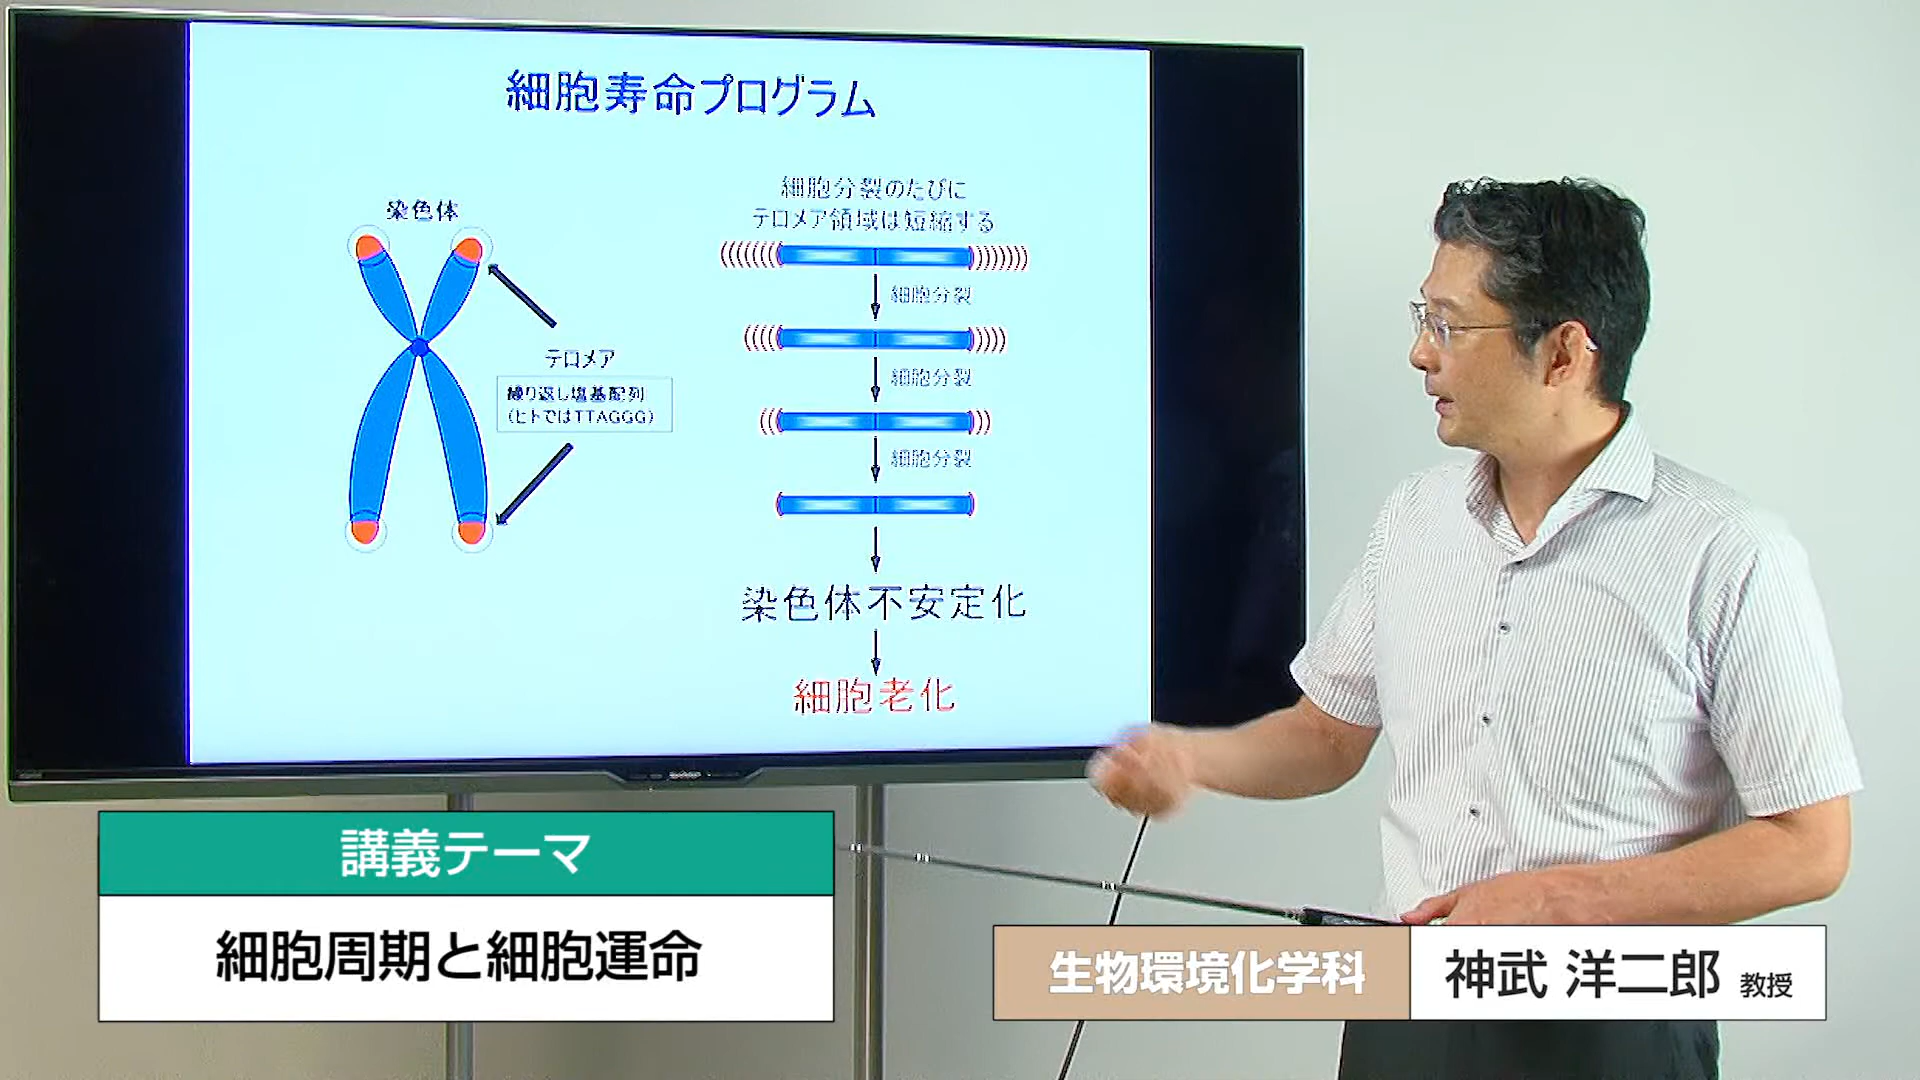 細胞寿命プログラム
染色体
テロメア
繰り返し塩基配列
(ヒトではTTAGGG)
細胞分裂のたびに
テロメア領域は短縮する
細胞分裂
細胞分裂
細胞分裂
染色体不安定化
細胞老化
講義テーマ
細胞周期と細胞運命
生物環境化学科
神武 洋二郎 教授